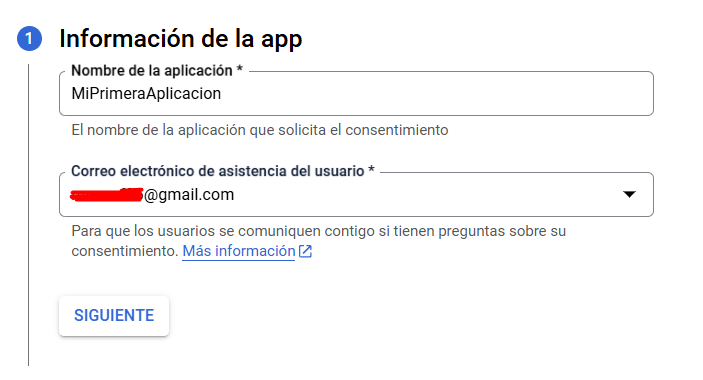 1 Información de la app
Nombre de la aplicación *
MiPrimeraAplicacion
El nombre de la aplicación que solicita el consentimiento
Correo electrónico de asistencia del usuario *
@gmail.com
Para que los usuarios se comuniquen contigo si tienen preguntas sobre su
consentimiento. Más información
SIGUIENTE